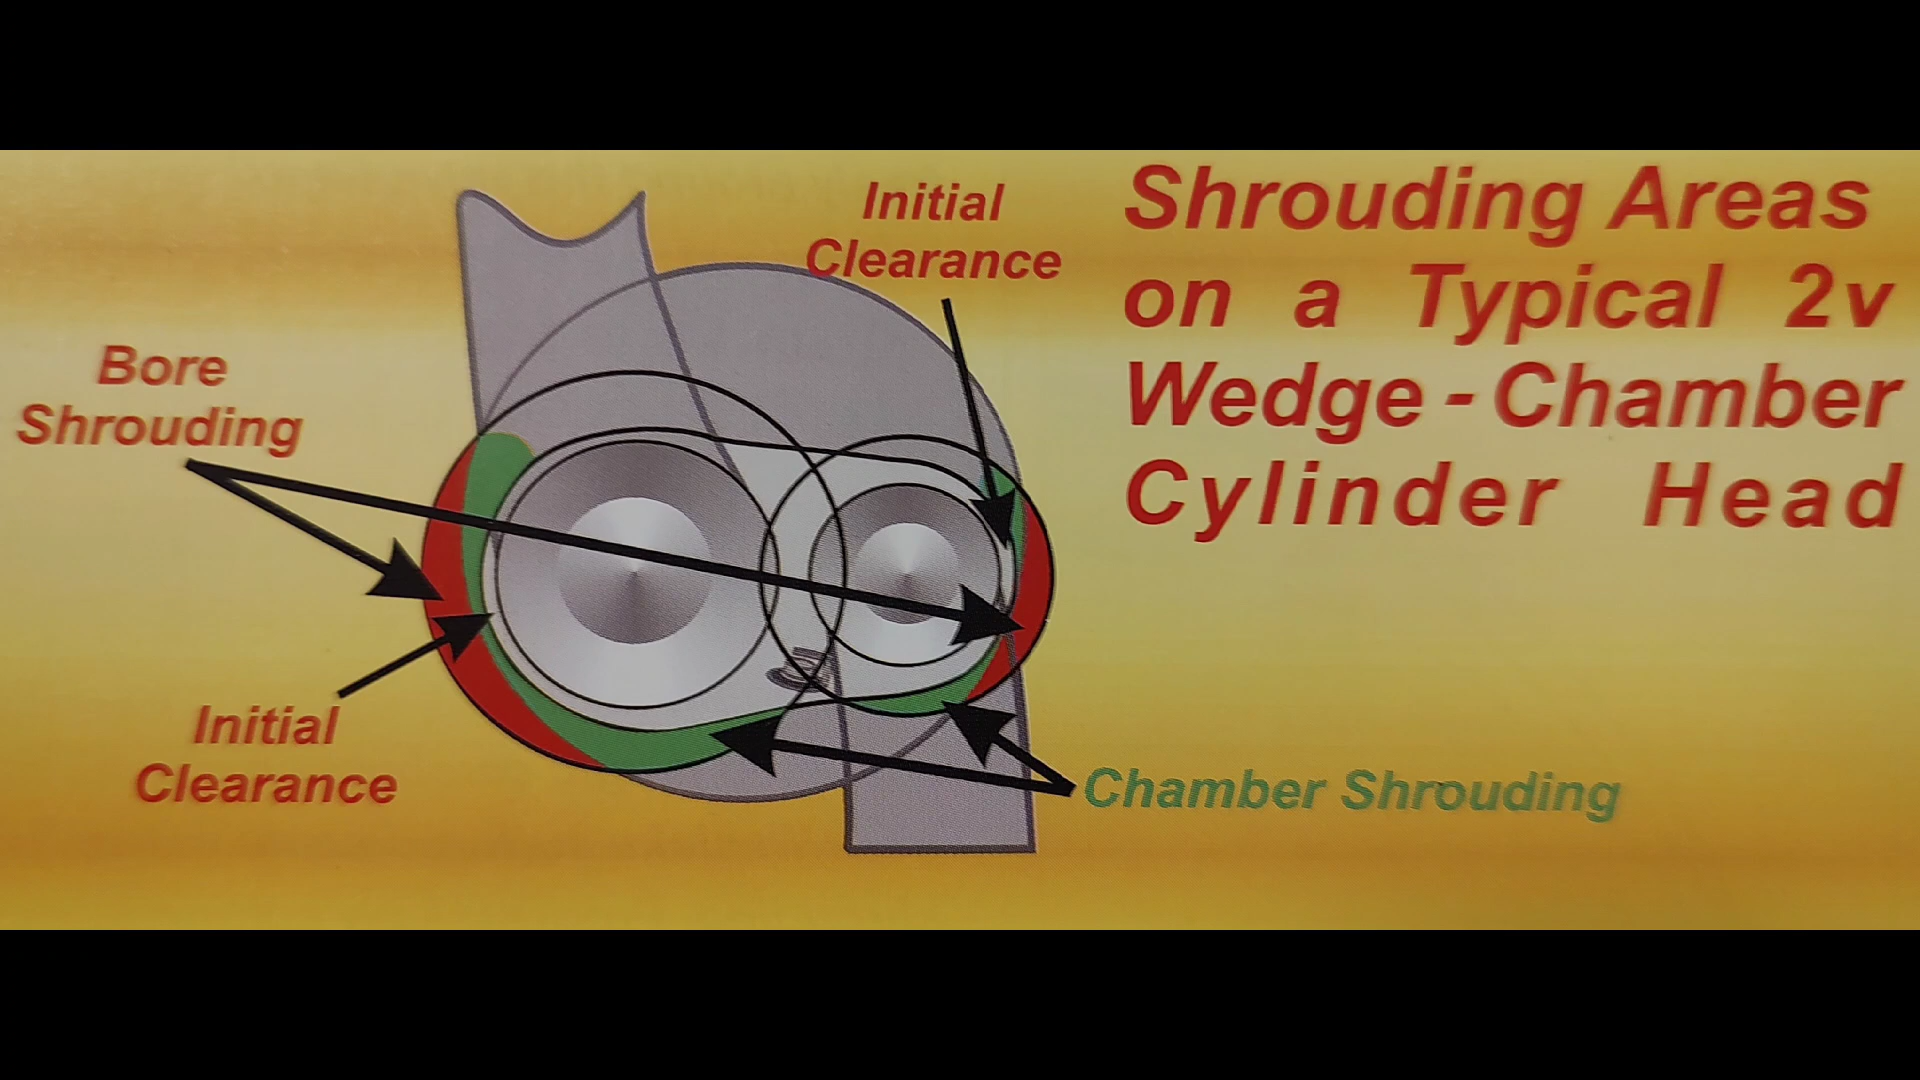 Shrouding Areas
on a Typical 2v
Wedge - Chamber
Cylinder Head
Initial
Clearance
Bore
Shrouding
Initial
Clearance
Chamber Shrouding